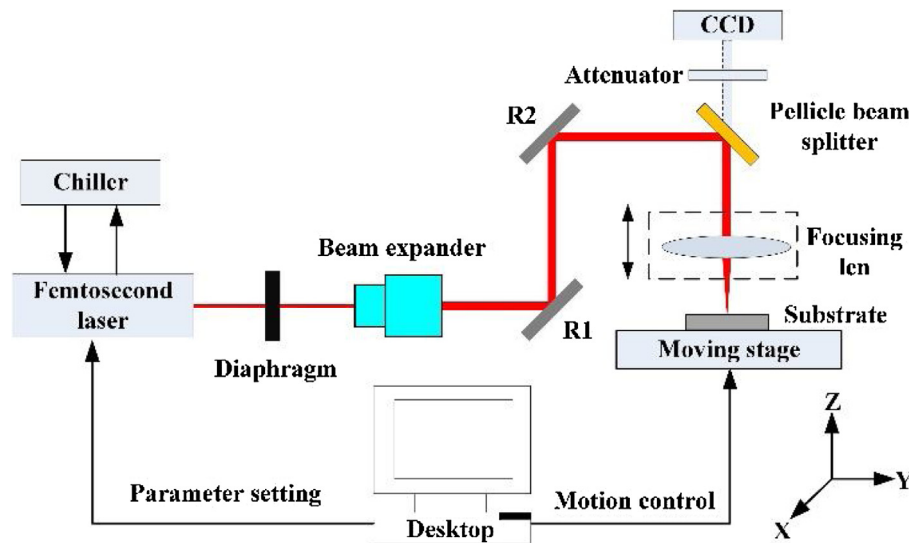 CCD
Attenuator
R2
Pellicle beam
splitter
Chiller
Beam expander
Focusing
len
Femtosecond
laser
Substrate
R1
Moving stage
Diaphragm
Z
Y
X
Parameter setting
Motion control
Desktop